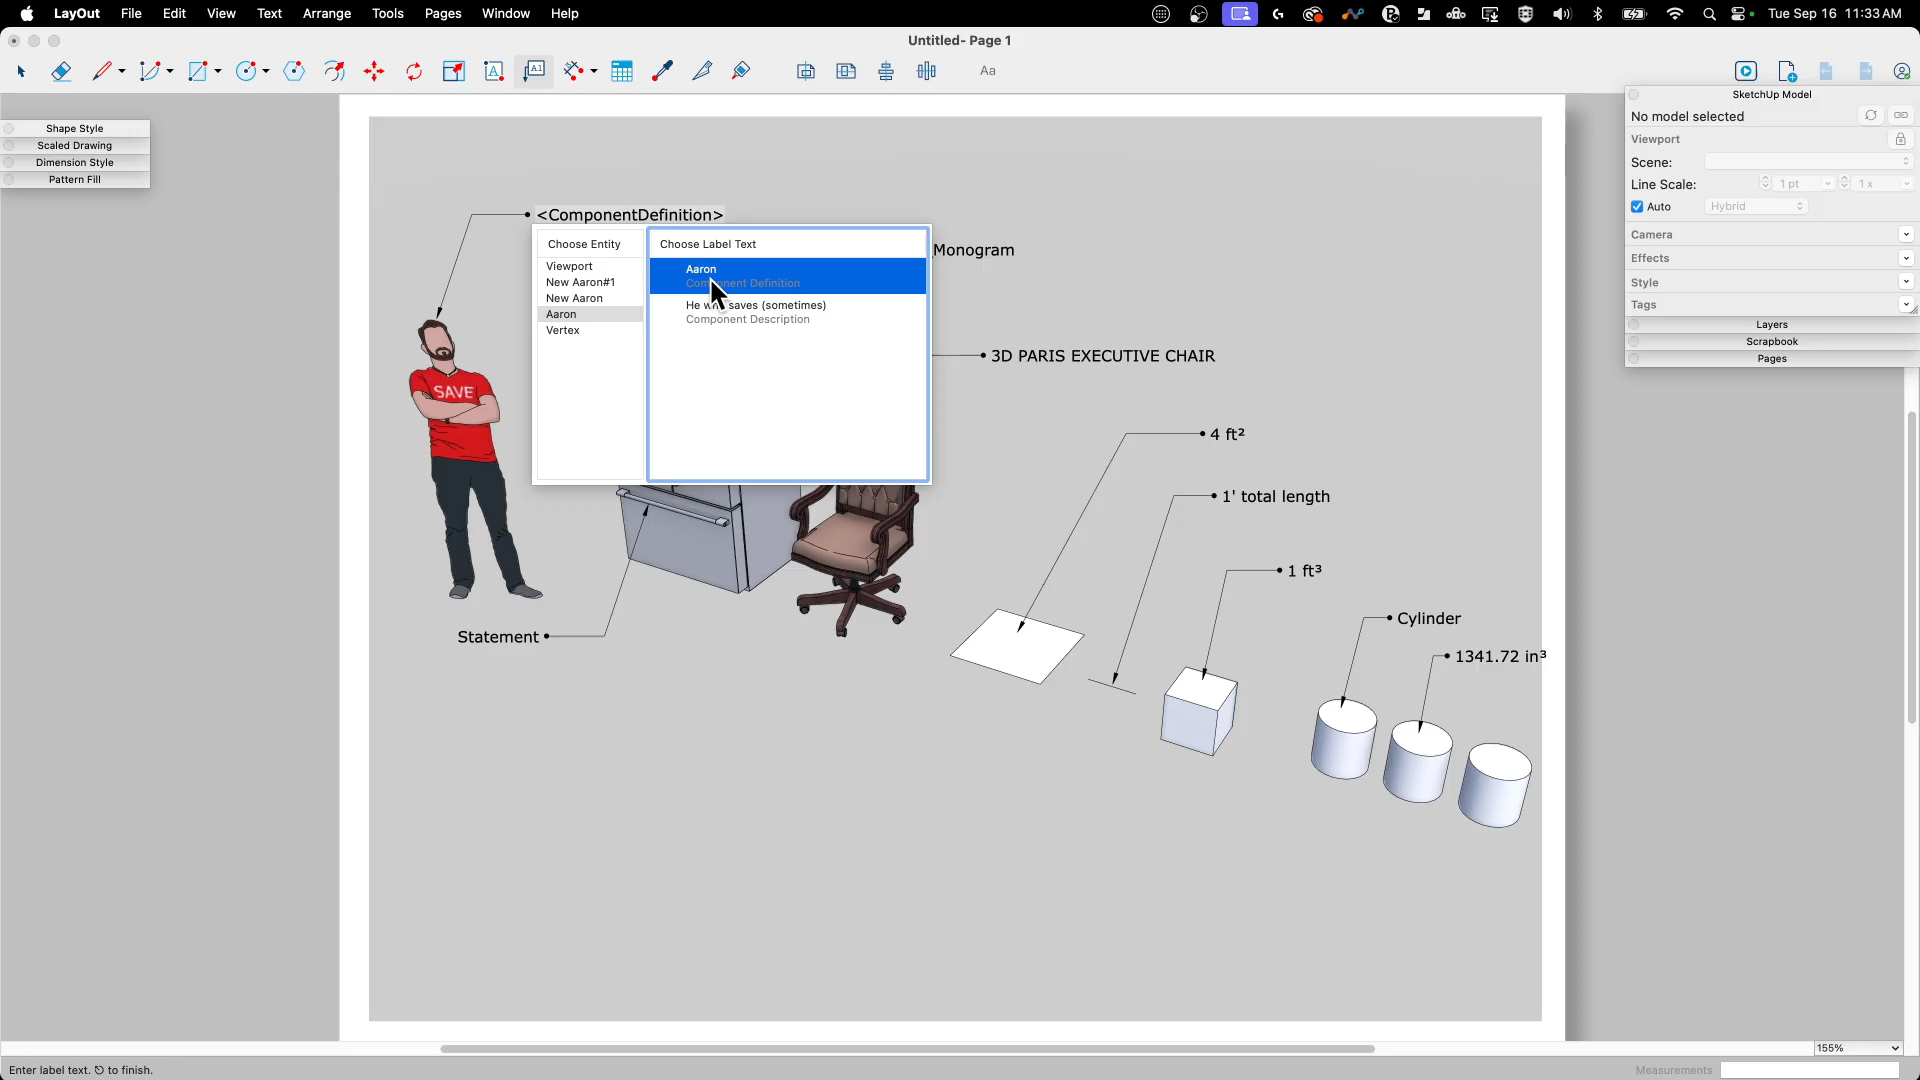 LayOut File Edit View Text Arrange Tools Pages Window Help
Tue Sep 16 11:33 AM
Untitled- Page 1
Aa
Shape Style
Scaled Drawing
Dimension Style
Pattern Fill
<ComponentDefinition>
Choose Entity
Viewport
New Aaron#1
New Aaron
Aaron
Vertex
Choose Label Text
Aaron
Component Definition
He who saves (sometimes)
Component Description
Monogram
3D PARIS EXECUTIVE CHAIR
SAVE
4 ft²
1' total length
1 ft³
Statement
Cylinder
1341.72 in³
SketchUp Model
No model selected
Viewport
Scene:
Line Scale: 1 pt 1 x
Auto Hybrid
Camera
Effects
Style
Tags
Layers
Scrapbook
Pages
155%
Enter label text. to finish.
Measurements